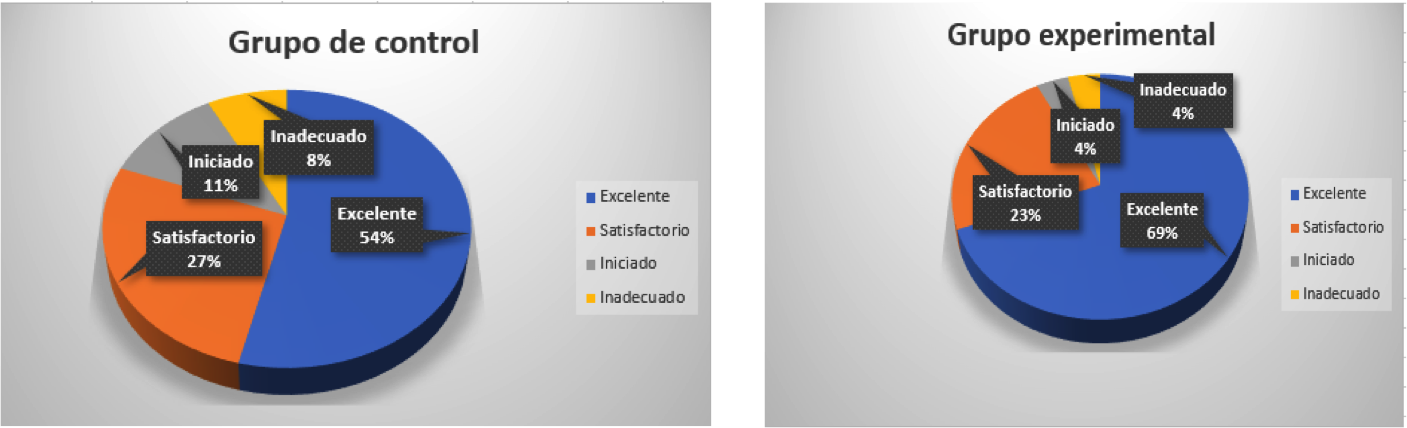 Grupo de control
Inadecuado
8%
Iniciado
11%
Excelente
54%
Satisfactorio
27%
Excelente
Satisfactorio
Iniciado
Inadecuado
Grupo experimental
Inadecuado
4%
Iniciado
4%
Satisfactorio
23%
Excelente
69%
Excelente
Satisfactorio
Iniciado
Inadecuado